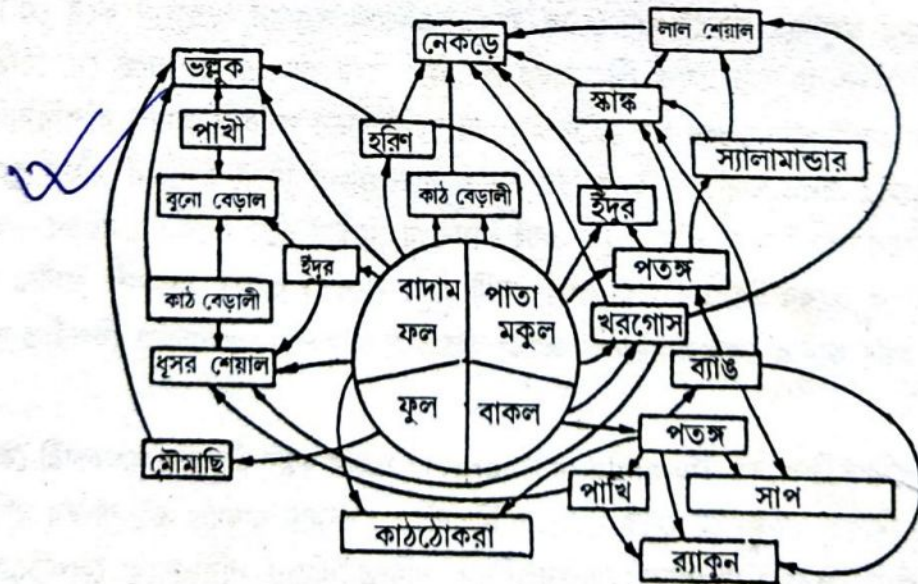 লাল শেয়াল
নেকড়ে
ভল্লুক
স্কাঙ্ক
পাখী
হরিণ
স্যালামান্ডার
বুনো বেড়াল
কাঠ বেড়ালী
ইঁদুর
ইঁদুর
পতঙ্গ
বাদাম
ফল
পাতা
মকুল
কাঠ বেড়ালী
খরগোস
ধূসর শেয়াল
ব্যাঙ
ফুল
বাকল
পতঙ্গ
মৌমাছি
পাখি
সাপ
কাঠঠোকরা
র‍্যাকুন